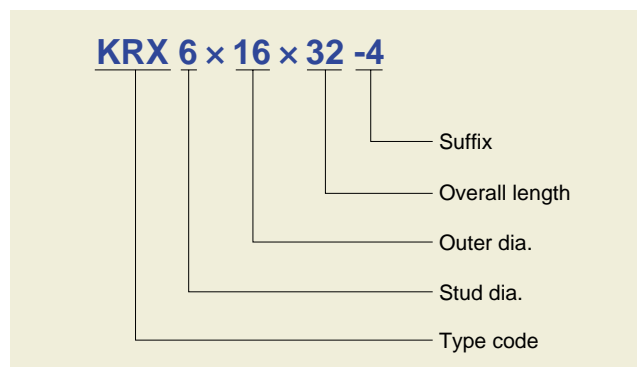 KRX 6 × 16 × 32 -4
Suffix
Overall length
Outer dia.
Stud dia.
Type code